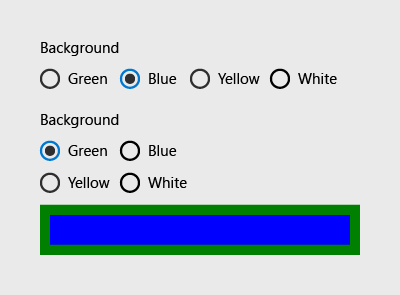 Background
Green Blue Yellow White
Background
Green Blue
Yellow White